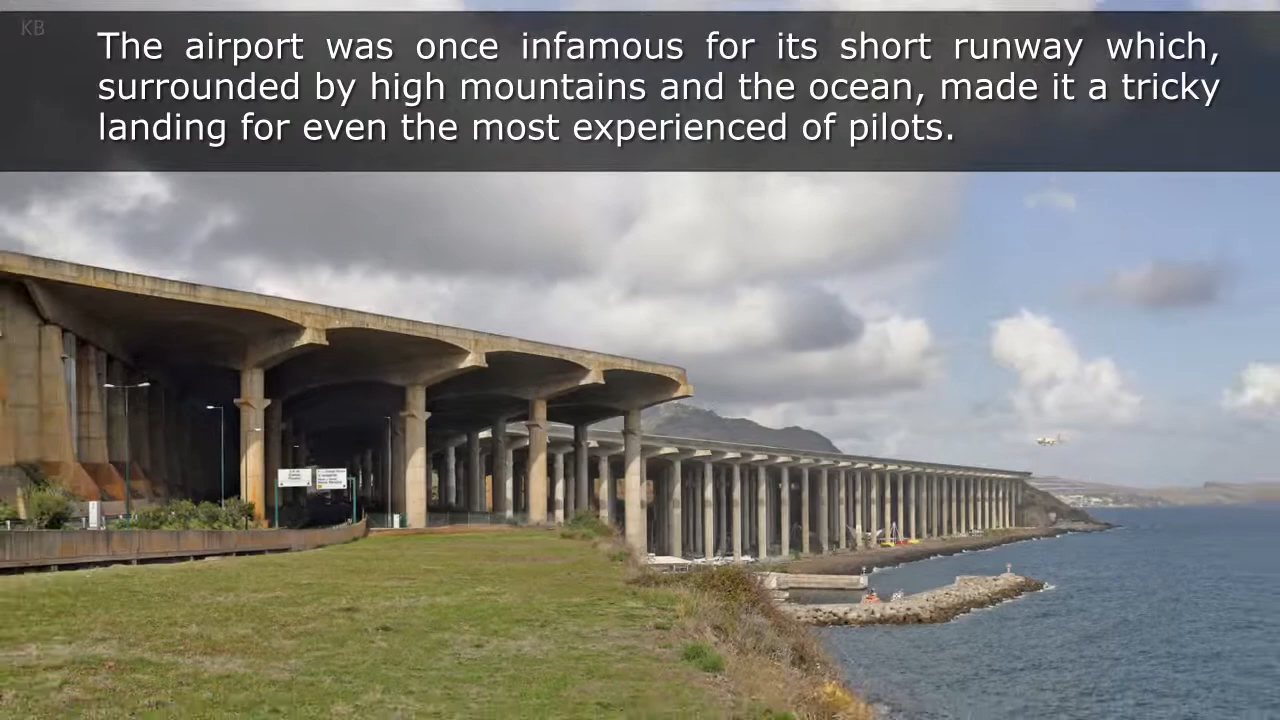 KB
The airport was once infamous for its short runway which,
surrounded by high mountains and the ocean, made it a tricky
landing for even the most experienced of pilots.